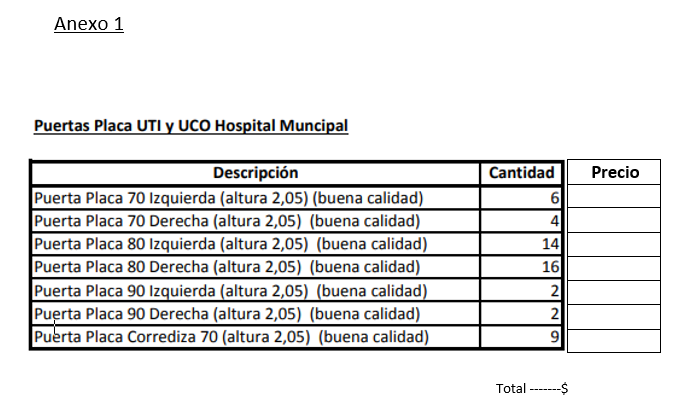 Anexo 1
Puertas Placa UTI y UCO Hospital Muncipal
Descripción Cantidad Precio
Puerta Placa 70 Izquierda (altura 2,05) (buena calidad) 6
Puerta Placa 70 Derecha (altura 2,05) (buena calidad) 4
Puerta Placa 80 Izquierda (altura 2,05) (buena calidad) 14
Puerta Placa 80 Derecha (altura 2,05) (buena calidad) 16
Puerta Placa 90 Izquierda (altura 2,05) (buena calidad) 2
Puerta Placa 90 Derecha (altura 2,05) (buena calidad) 2
Puerta Placa Corrediza 70 (altura 2,05) (buena calidad) 9
Total -------$